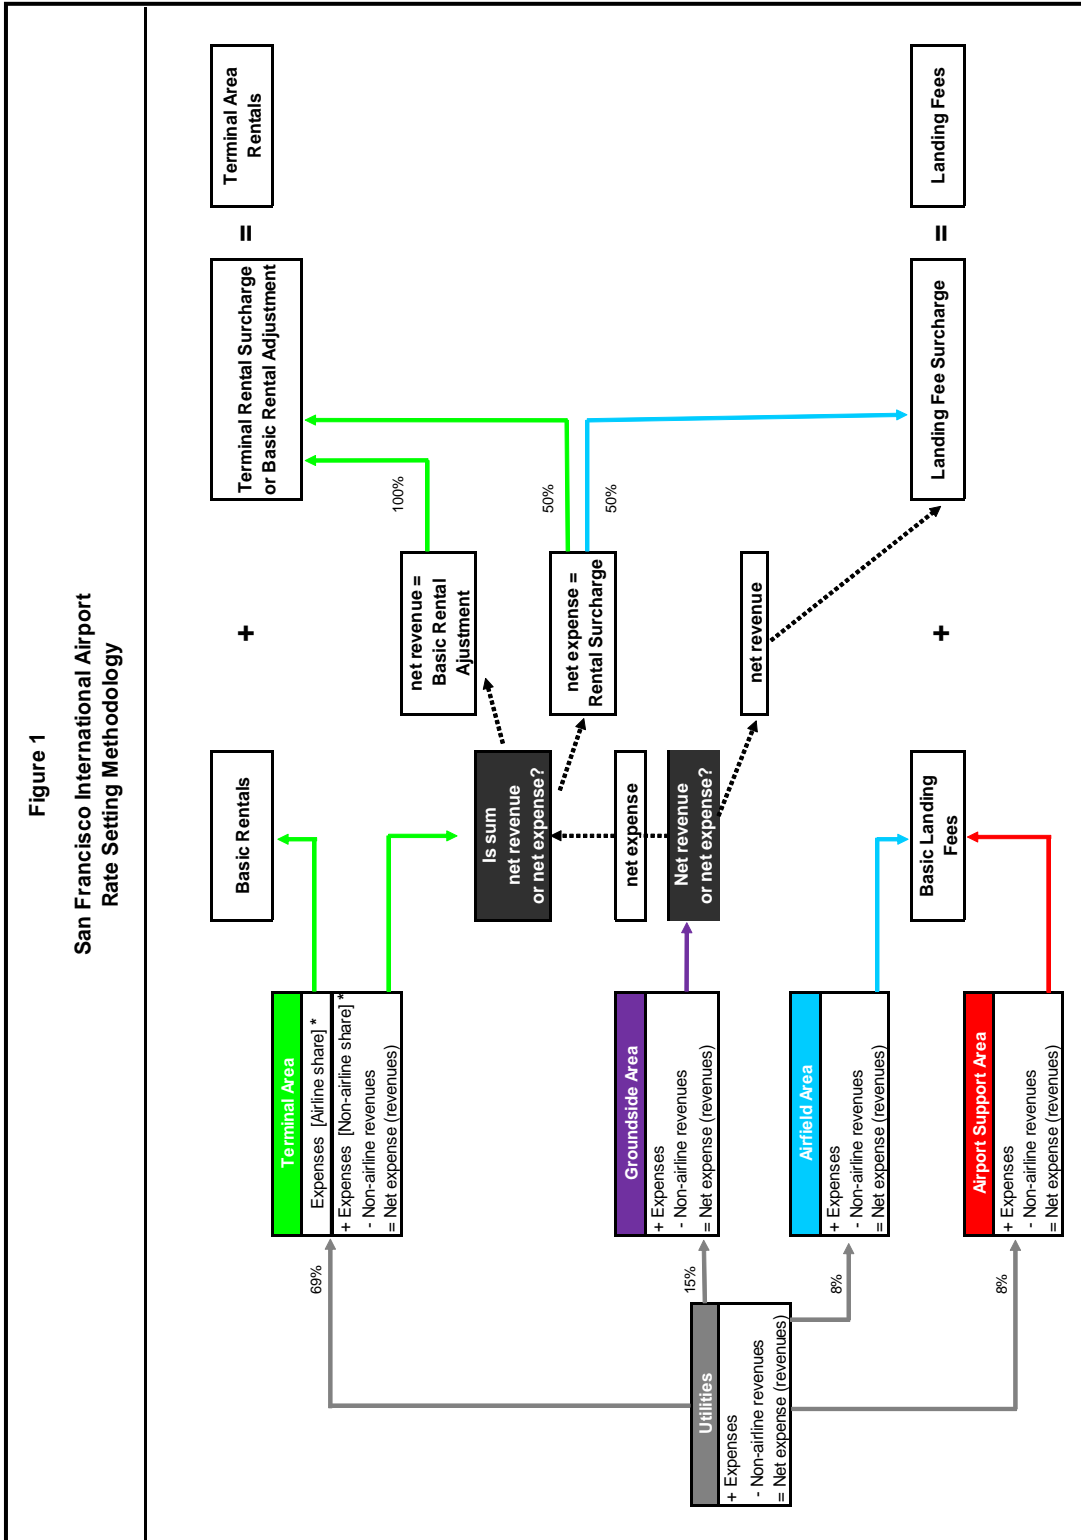 Figure 1
San Francisco International Airport
Rate Setting Methodology
Utilities
+ Expenses
- Non-airline revenues
= Net expense (revenues)
69%
15%
8%
8%
Terminal Area
Expenses [Airline share] *
+ Expenses [Non-airline share] *
- Non-airline revenues
= Net expense (revenues)
Groundside Area
+ Expenses
- Non-airline revenues
= Net expense (revenues)
Airfield Area
+ Expenses
- Non-airline revenues
= Net expense (revenues)
Airport Support Area
+ Expenses
- Non-airline revenues
= Net expense (revenues)
Basic Rentals
Is sum
net revenue
or net expense?
net expense
Net revenue
or net expense?
Basic Landing
Fees
+
net revenue =
Basic Rental
Ajustment
net expense =
Rental Surcharge
net revenue
+
100%
50%
50%
Terminal Rental Surcharge
or Basic Rental Adjustment
Landing Fee Surcharge
=
=
Terminal Area
Rentals
Landing Fees